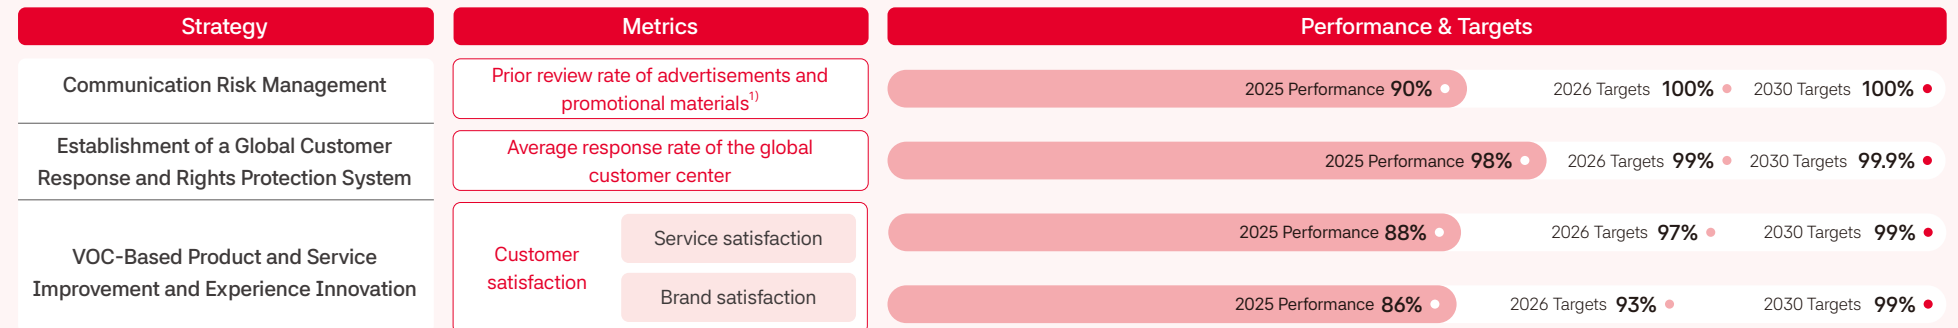 Strategy
Metrics
Performance & Targets
Communication Risk Management
Prior review rate of advertisements and
promotional materials1)
2025 Performance 90%
2026 Targets 100%
2030 Targets 100%
Establishment of a Global Customer
Response and Rights Protection System
Average response rate of the global
customer center
2025 Performance 98%
2026 Targets 99%
2030 Targets 99.9%
VOC-Based Product and Service
Improvement and Experience Innovation
Customer
satisfaction
Service satisfaction
2025 Performance 88%
2026 Targets 97%
2030 Targets 99%
Brand satisfaction
2025 Performance 86%
2026 Targets 93%
2030 Targets 99%